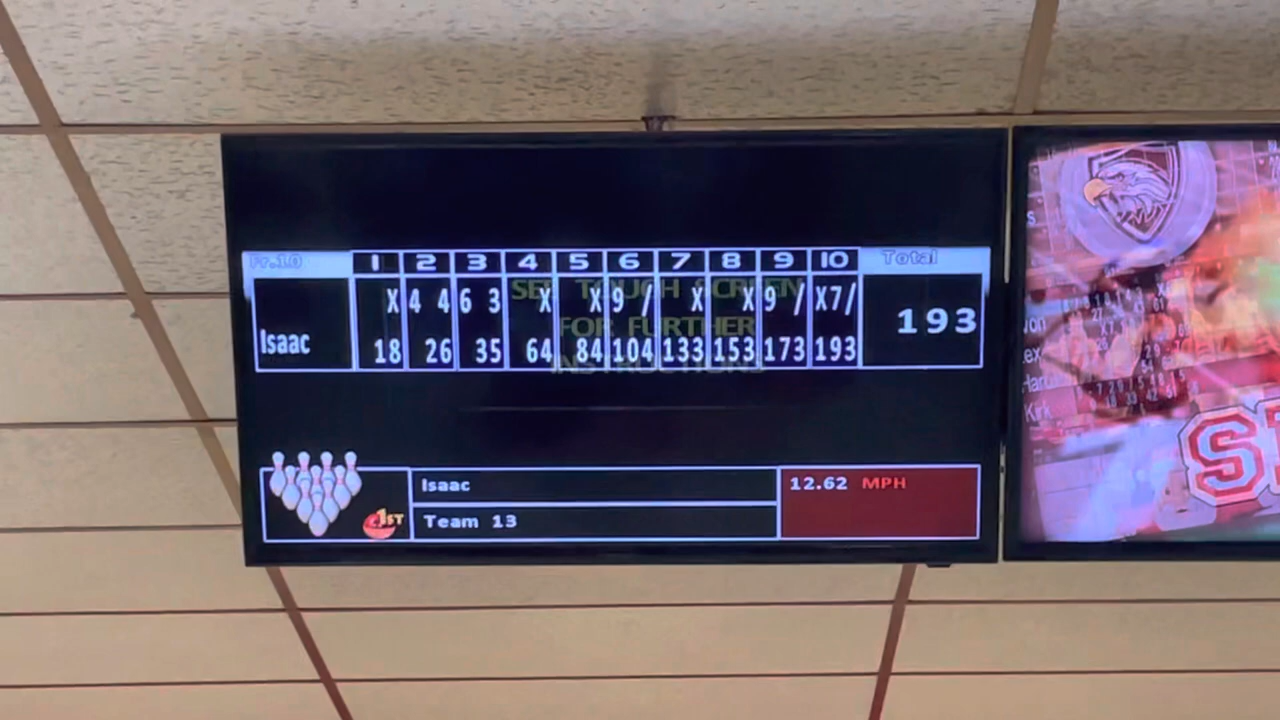 Fr.10 1 2 3 4 5 6 7 8 9 10 Total
X 4 4 6 3 X X 9 / X X 9 / X7/
SEE TOUCH SCREEN
FOR FURTHER
INSTRUCTIONS
Isaac 18 26 35 64 84 104 133 153 173 193 193
Isaac
12.62 MPH
1ST
Team 13
Kirk